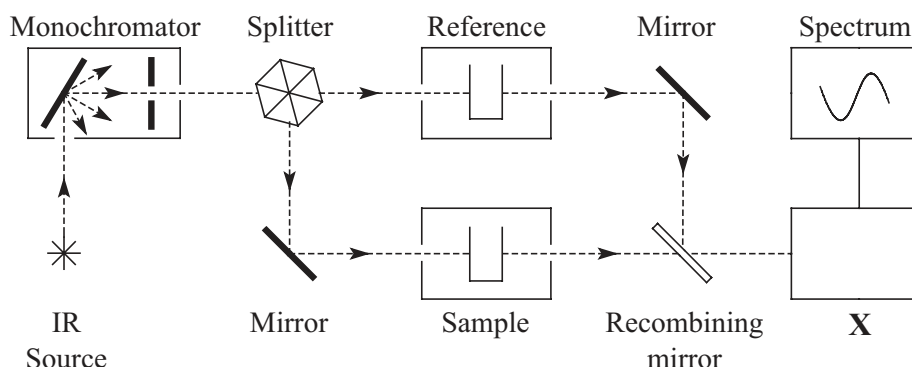 Monochromator
Splitter
Reference
Mirror
Spectrum
IR
Source
Mirror
Sample
Recombining
mirror
X